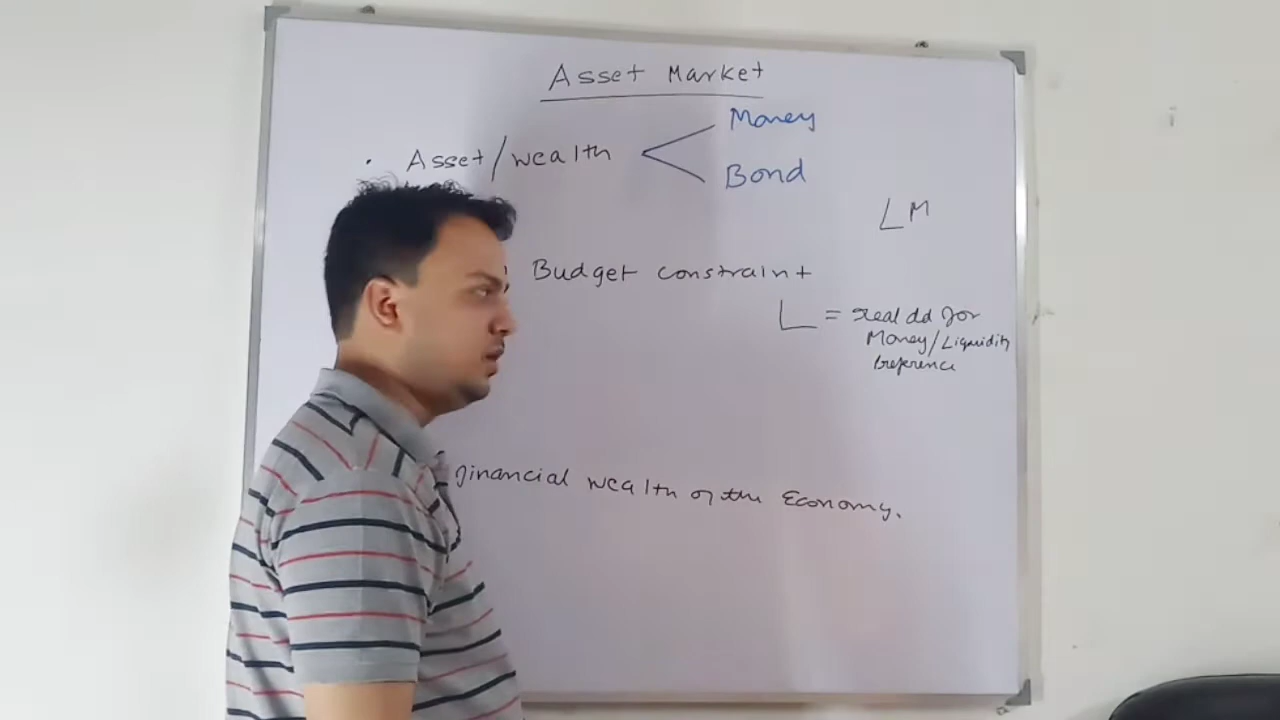 Asset Market
Money
Asset/wealth
Bond
LM
Budget constraint
L = real dd for
Money/Liquidity
Preference
financial wealth of the Economy.